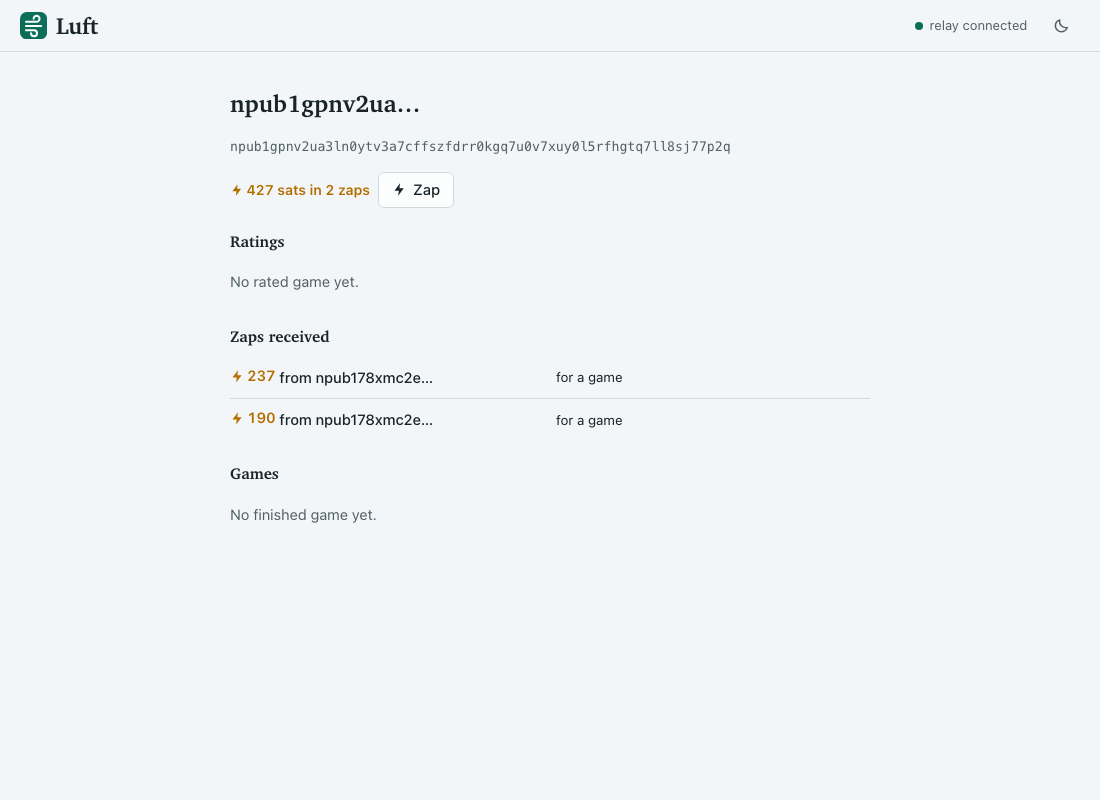 Luft
relay connected
npub1gpnv2ua...
npub1gpnv2ua3ln0ytv3a7cffszfdrr0kgq7u0v7xuy0l5rfhgtq7ll8sj77p2q
427 sats in 2 zaps
Zap
Ratings
No rated game yet.
Zaps received
237 from npub178xmc2e... for a game
190 from npub178xmc2e... for a game
Games
No finished game yet.